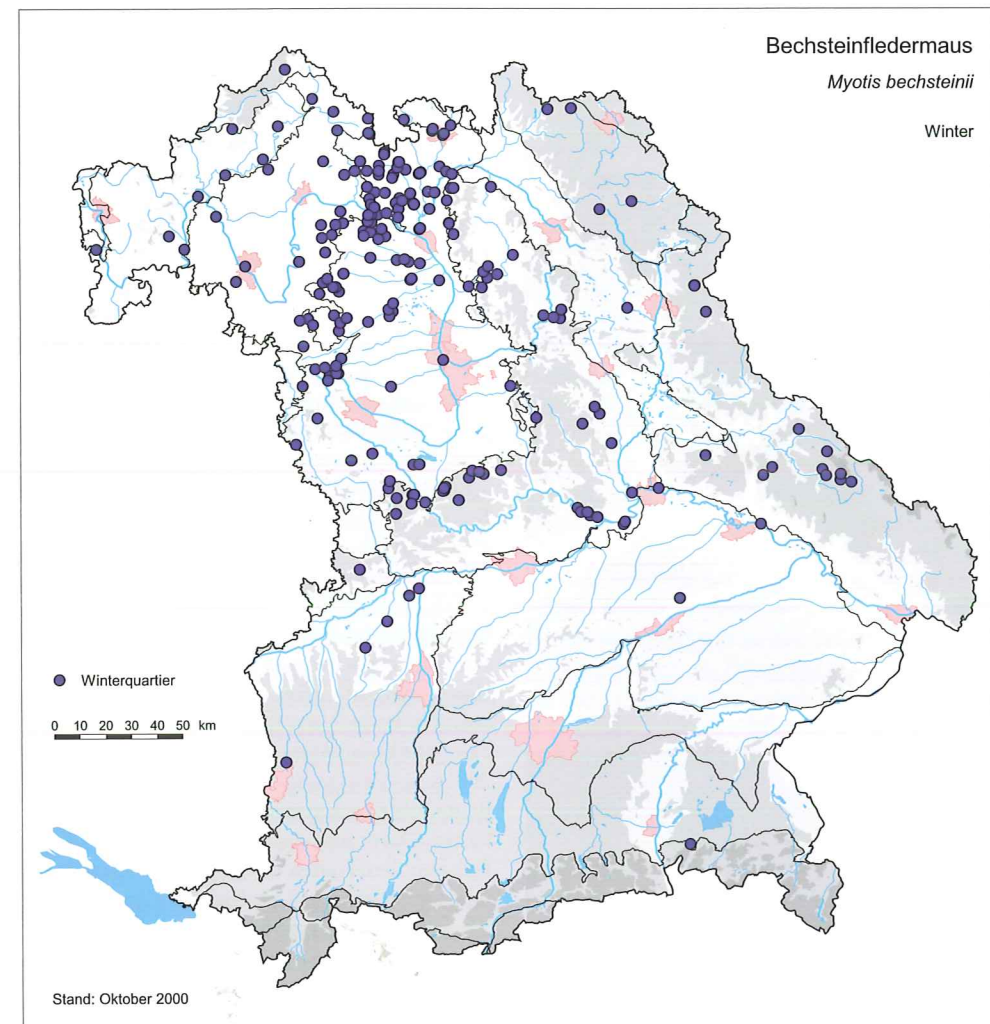 Bechsteinfledermaus
Myotis bechsteinii
Winter
Winterquartier
0 10 20 30 40 50 km
Stand: Oktober 2000